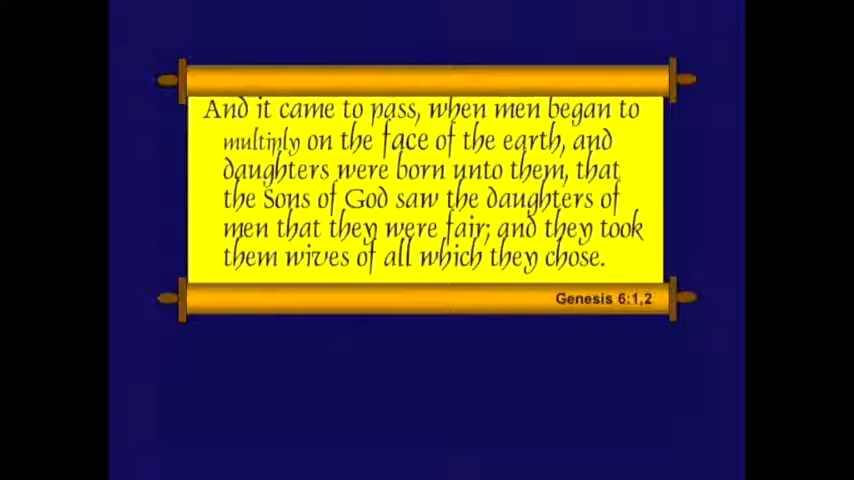 And it came to pass, when men began to
multiply on the face of the earth, and
daughters were born unto them, that
the Sons of God saw the daughters of
men that they were fair; and they took
them wives of all which they chose.
Genesis 6:1,2